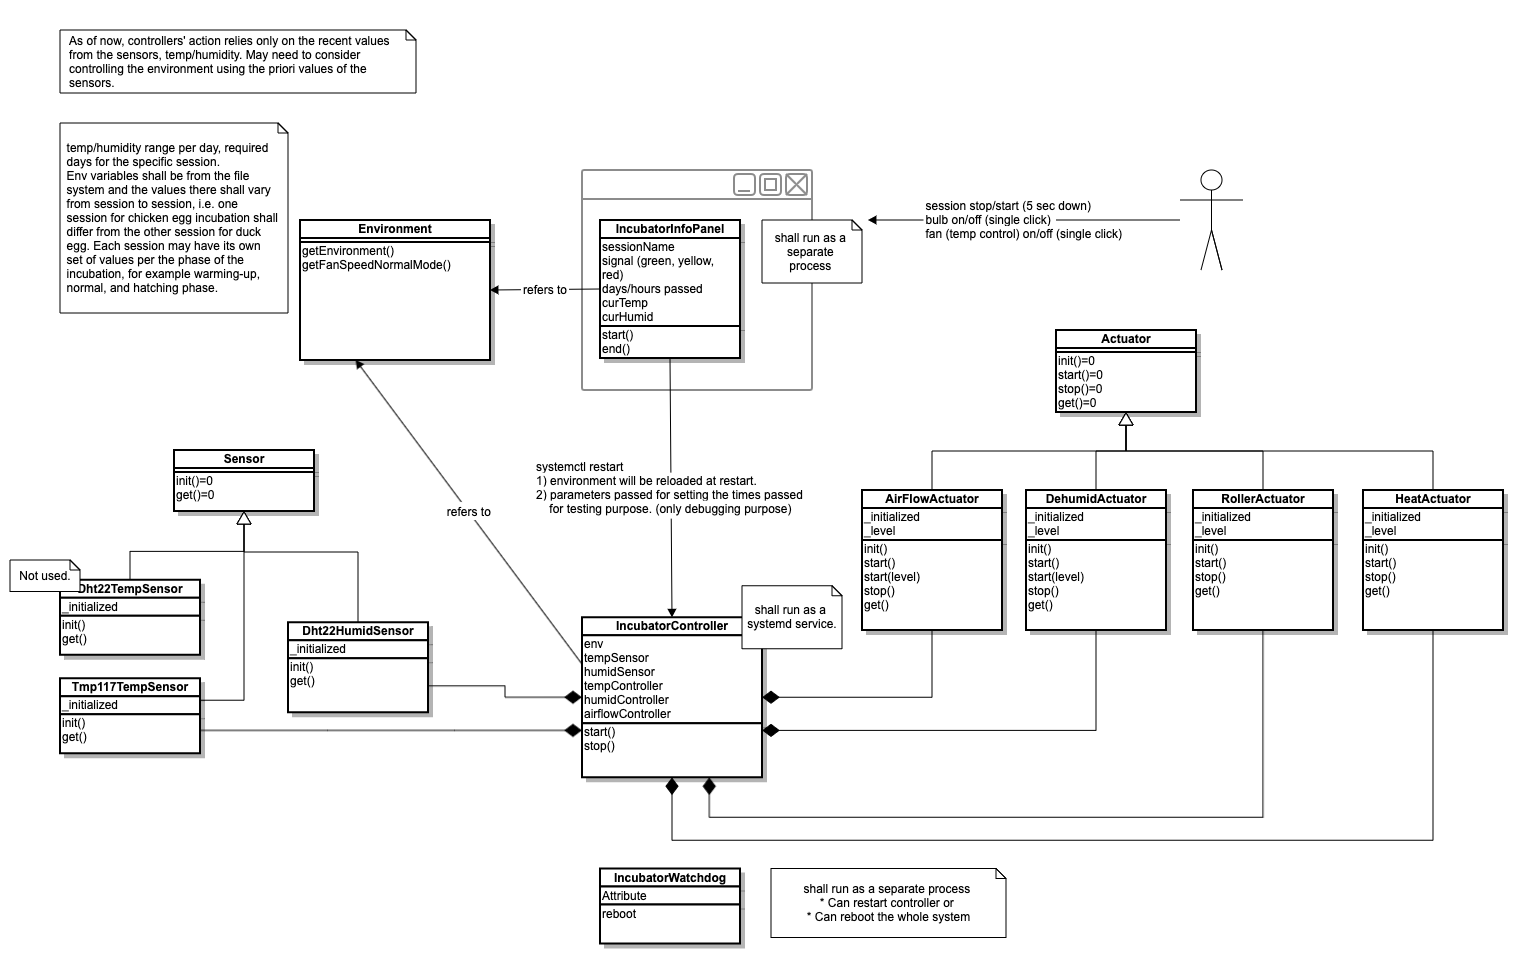 As of now, controllers' action relies only on the recent values
from the sensors, temp/humidity. May need to consider
controlling the environment using the priori values of the
sensors.
temp/humidity range per day, required
days for the specific session.
Env variables shall be from the file
system and the values there shall vary
from session to session, i.e. one
session for chicken egg incubation shall
differ from the other session for duck
egg. Each session may have its own
set of values per the phase of the
incubation, for example warming-up,
normal, and hatching phase.
Environment
getEnvironment()
getFanSpeedNormalMode()
refers to
IncubatorInfoPanel
sessionName
signal (green, yellow,
red)
days/hours passed
curTemp
curHumid
start()
end()
shall run as a
separate
process
session stop/start (5 sec down)
bulb on/off (single click)
fan (temp control) on/off (single click)
Actuator
init()=0
start()=0
stop()=0
get()=0
Sensor
init()=0
get()=0
refers to
systemctl restart
1) environment will be reloaded at restart.
2) parameters passed for setting the times passed
for testing purpose. (only debugging purpose)
AirFlowActuator
_initialized
_level
init()
start()
start(level)
stop()
get()
DehumidActuator
_initialized
_level
init()
start()
start(level)
stop()
get()
RollerActuator
_initialized
_level
init()
start()
stop()
get()
HeatActuator
_initialized
_level
init()
start()
stop()
get()
Not used.
Dht22TempSensor
_initialized
init()
get()
Dht22HumidSensor
_initialized
init()
get()
Tmp117TempSensor
_initialized
init()
get()
shall run as a
systemd service.
IncubatorController
env
tempSensor
humidSensor
tempController
humidController
airflowController
start()
stop()
IncubatorWatchdog
Attribute
reboot
shall run as a separate process
* Can restart controller or
* Can reboot the whole system